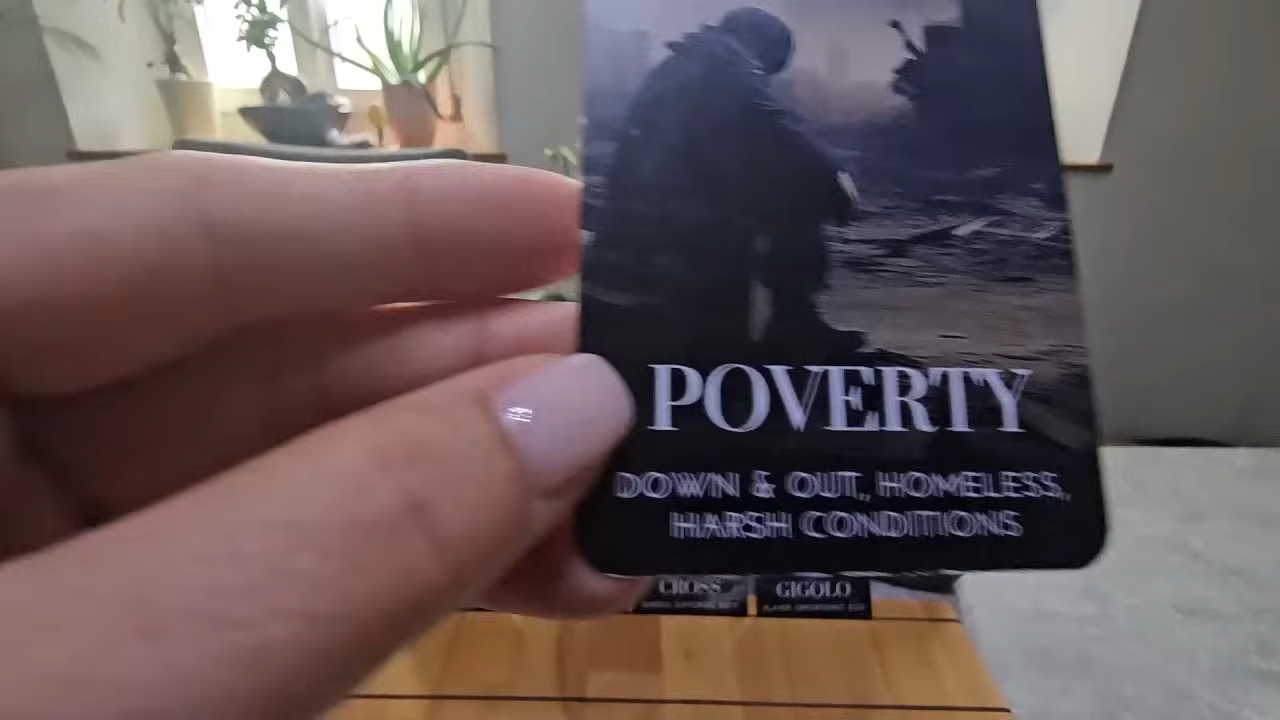 POVERTY
DOWN & OUT, HOMELESS,
HARSH CONDITIONS
CROSS
GIGOLO